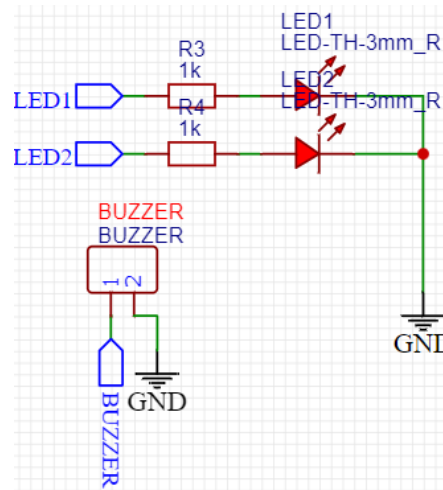 LED1
LED-TH-3mm_R
R3
1k
LED1
LED2
LED-TH-3mm_R
R4
1k
LED2
BUZZER
BUZZER
1
2
GND
GND
BUZZER